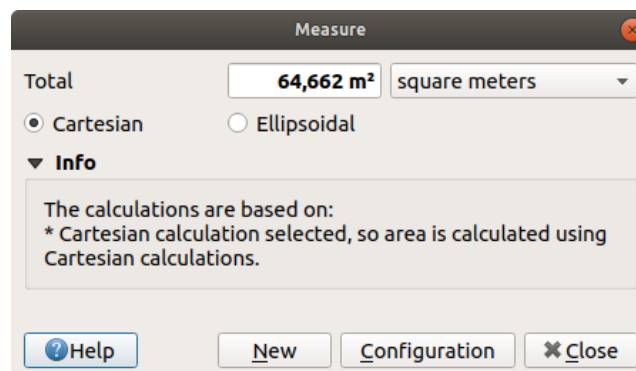 Measure
Total 64,662 m² square meters
Cartesian Ellipsoidal
Info
The calculations are based on:
* Cartesian calculation selected, so area is calculated using
Cartesian calculations.
Help New Configuration Close